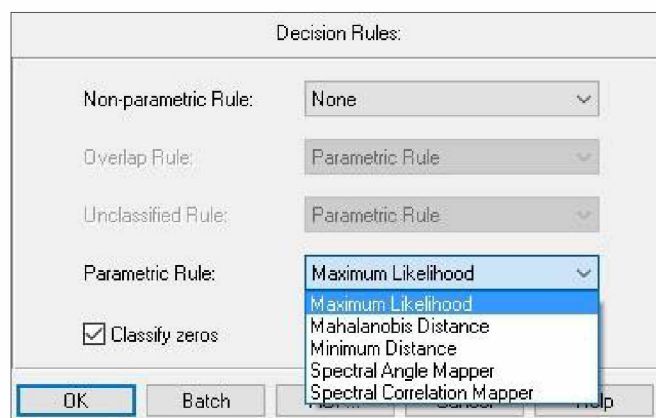 Decision Rules:
Non-parametric Rule: None
Overlap Rule: Parametric Rule
Unclassified Rule: Parametric Rule
Parametric Rule: Maximum Likelihood
Maximum Likelihood
Mahalanobis Distance
Classify zeros Minimum Distance
Spectral Angle Mapper
Spectral Correlation Mapper
OK Batch